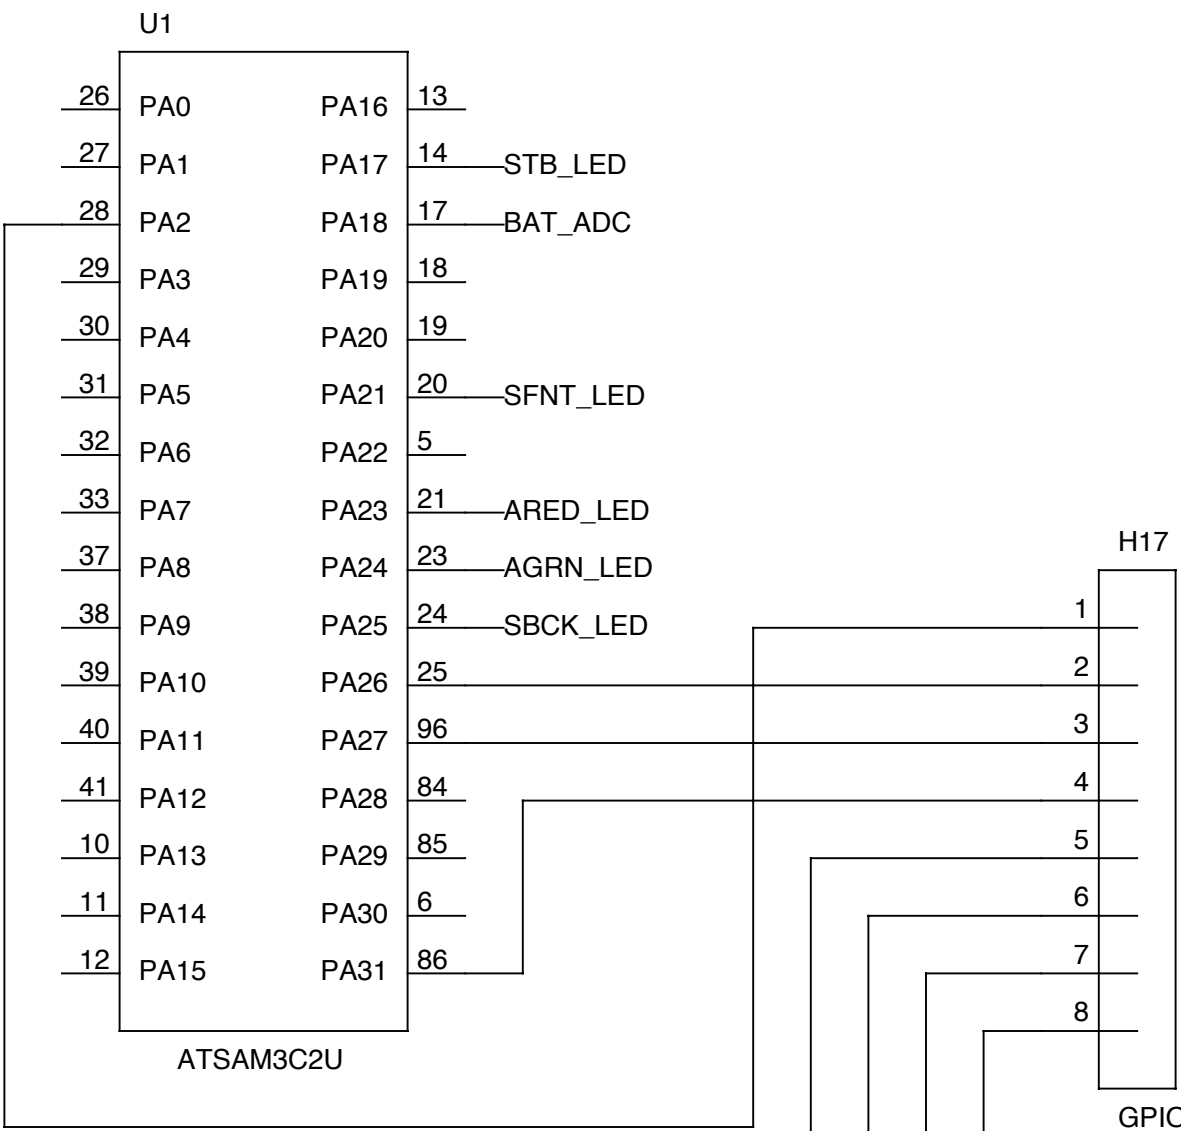 U1
26 PA0 PA16 13
27 PA1 PA17 14 STB_LED
28 PA2 PA18 17 BAT_ADC
29 PA3 PA19 18
30 PA4 PA20 19
31 PA5 PA21 20 SFNT_LED
32 PA6 PA22 5
33 PA7 PA23 21 ARED_LED
H17
37 PA8 PA24 23 AGRN_LED
38 PA9 PA25 24 SBCK_LED 1
39 PA10 PA26 25 2
40 PA11 PA27 96 3
41 PA12 PA28 84 4
10 PA13 PA29 85 5
11 PA14 PA30 6 6
12 PA15 PA31 86 7
8
ATSAM3C2U
GPIO